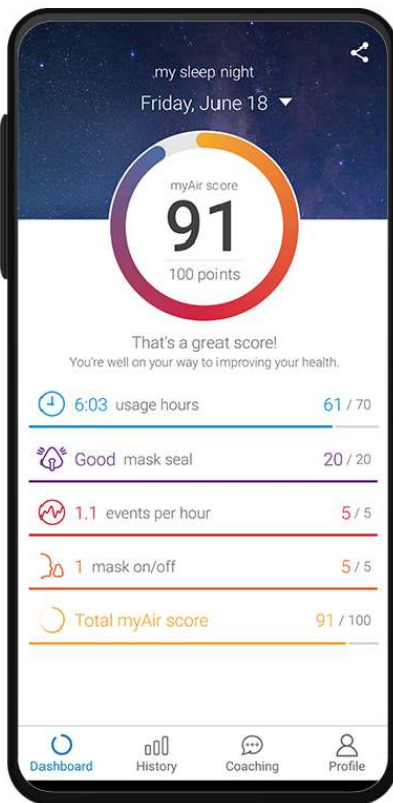 my sleep night
Friday, June 18
myAir score
91
100 points
That's a great score!
You're well on your way to improving your health.
6:03 usage hours 61 / 70
Good mask seal 20 / 20
1.1 events per hour 5 / 5
1 mask on/off 5 / 5
Total myAir score 91 / 100
Dashboard History Coaching Profile